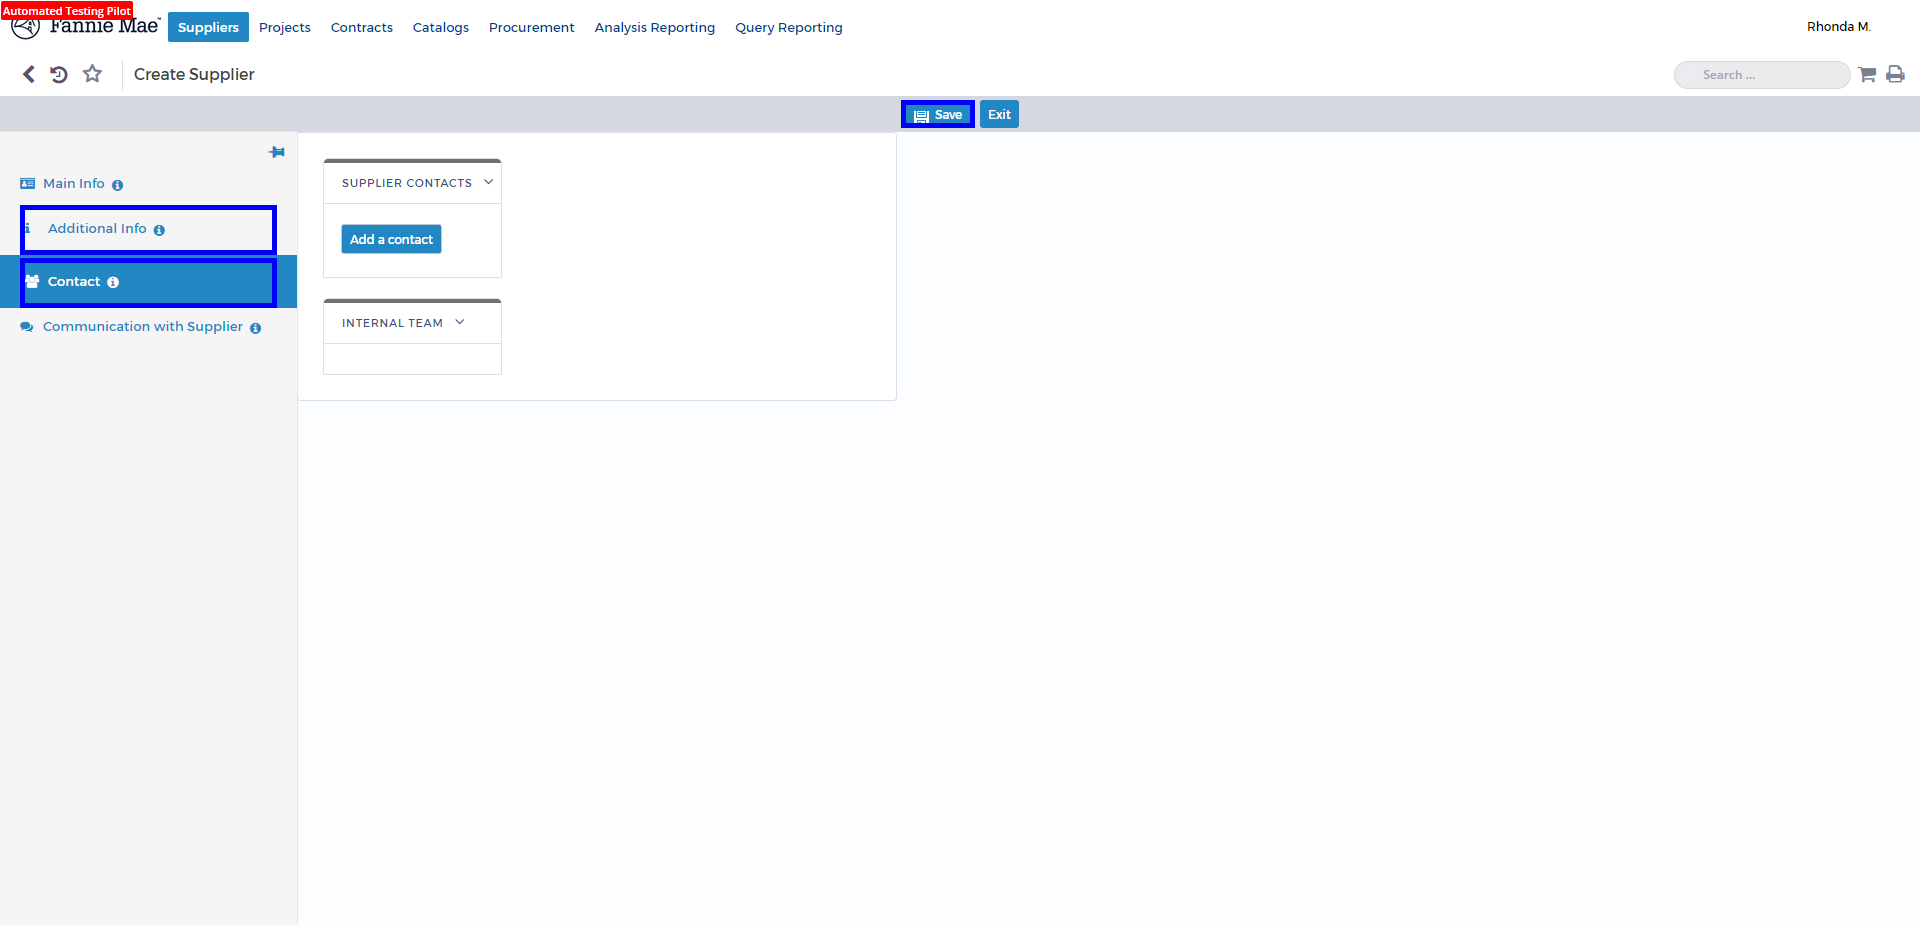 Automated Testing Pilot
Fannie Mae
Suppliers Projects Contracts Catalogs Procurement Analysis Reporting Query Reporting
Rhonda M.
Create Supplier
Search ...
Save Exit
Main Info
Additional Info
Contact
Communication with Supplier
SUPPLIER CONTACTS
Add a contact
INTERNAL TEAM